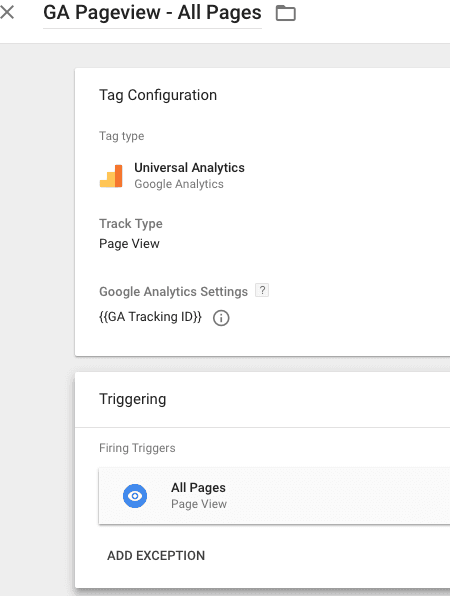 GA Pageview - All Pages
Tag Configuration
Tag type
Universal Analytics
Google Analytics
Track Type
Page View
Google Analytics Settings ?
{{GA Tracking ID}}
Triggering
Firing Triggers
All Pages
Page View
ADD EXCEPTION